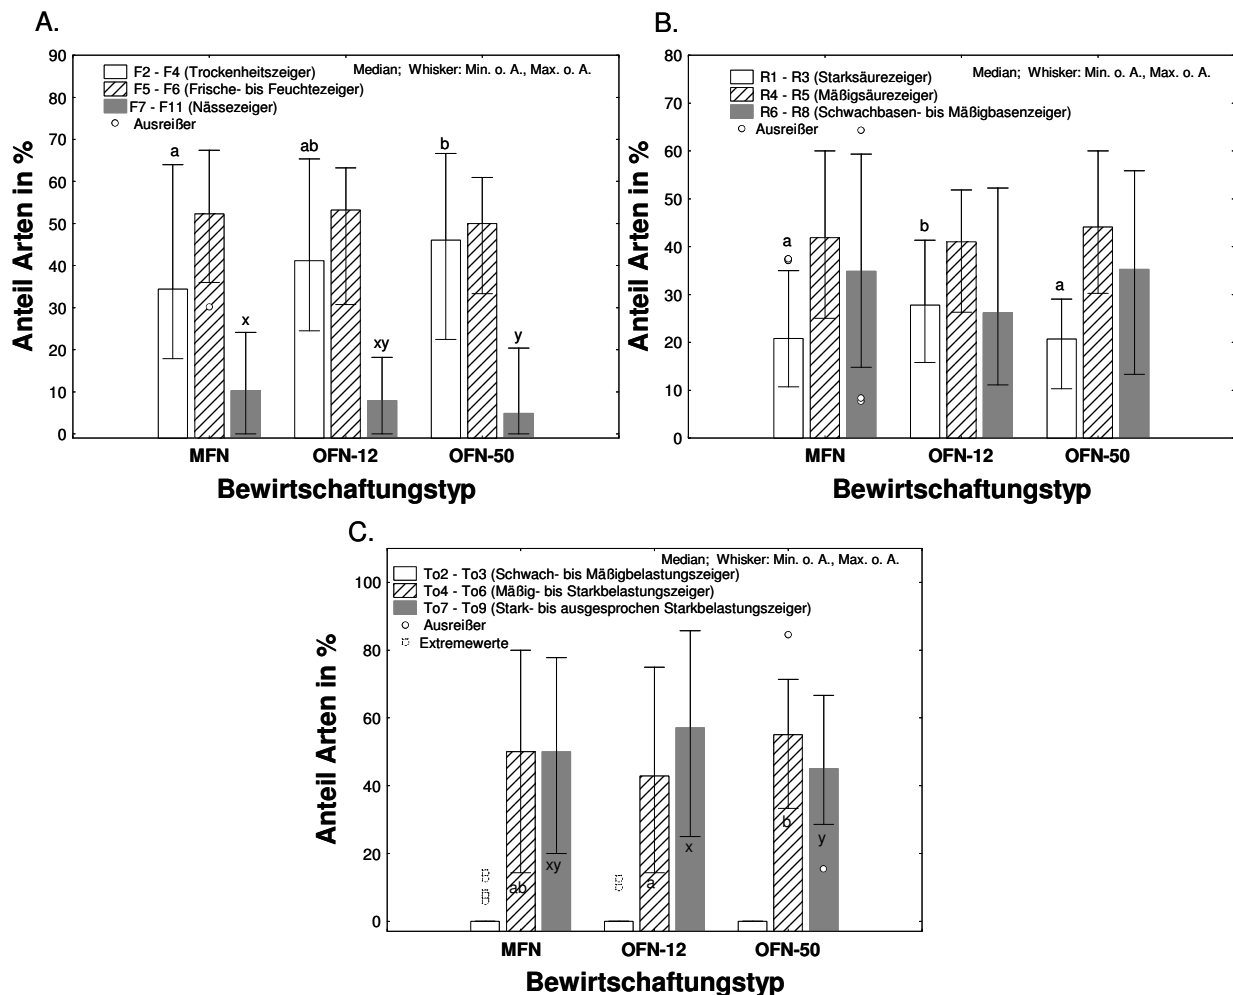 A.
Anteil Arten in %
90
80
70
60
50
40
30
20
10
0
F2 - F4 (Trockenheitszeiger)
F5 - F6 (Frische- bis Feuchtezeiger)
F7 - F11 (Nässezeiger)
Ausreißer
Median; Whisker: Min. o. A., Max. o. A.
a
x
ab
xy
b
y
MFN OFN-12 OFN-50
Bewirtschaftungstyp
B.
Anteil Arten in %
80
70
60
50
40
30
20
10
0
Median; Whisker: Min. o. A., Max. o. A.
R1 - R3 (Starksäurezeiger)
R4 - R5 (Mäßigsäurezeiger)
R6 - R8 (Schwachbasen- bis Mäßigbasenzeiger)
Ausreißer
a
b
a
MFN OFN-12 OFN-50
Bewirtschaftungstyp
C.
Anteil Arten in %
100
80
60
40
20
0
Median; Whisker: Min. o. A., Max. o. A.
To2 - To3 (Schwach- bis Mäßigbelastungszeiger)
To4 - To6 (Mäßig- bis Starkbelastungszeiger)
To7 - To9 (Stark- bis ausgesprochen Starkbelastungszeiger)
Ausreißer
Extremewerte
ab
xy
a
x
b
y
MFN OFN-12 OFN-50
Bewirtschaftungstyp